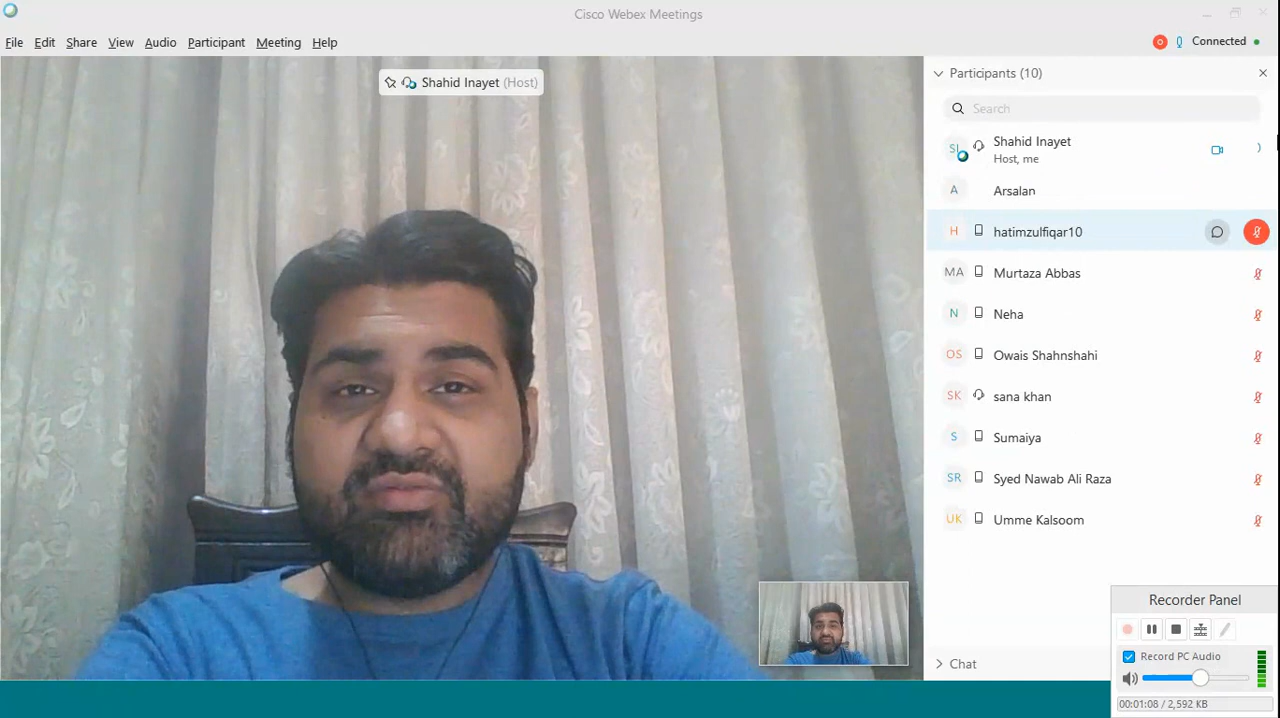 Cisco Webex Meetings
File Edit Share View Audio Participant Meeting Help
Connected
Shahid Inayet (Host)
Participants (10)
Search
SI
Shahid Inayet
Host, me
A Arsalan
H hatimzulfiqar10
MA Murtaza Abbas
N Neha
OS Owais Shahnshahi
SK sana khan
S Sumaiya
SR Syed Nawab Ali Raza
UK Umme Kalsoom
Recorder Panel
Record PC Audio
Chat
00:01:08 / 2,592 KB